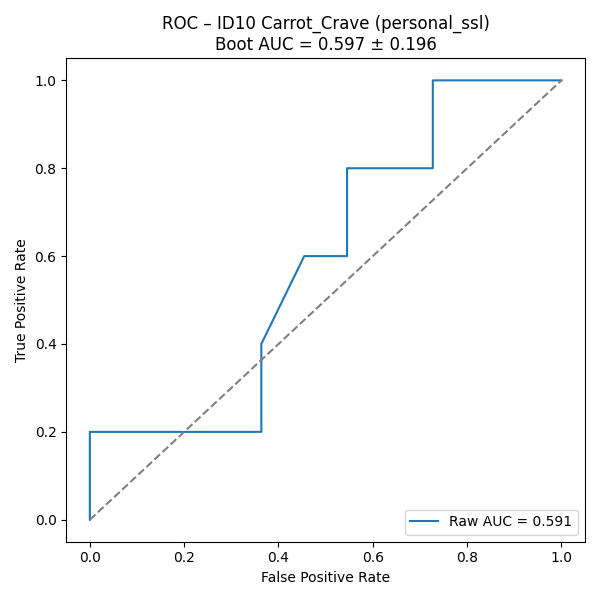 ROC – ID10 Carrot_Crave (personal_ssl)
Boot AUC = 0.597 ± 0.196
1.0
0.8
0.6
0.4
0.2
0.0
True Positive Rate
Raw AUC = 0.591
0.0 0.2 0.4 0.6 0.8 1.0
False Positive Rate